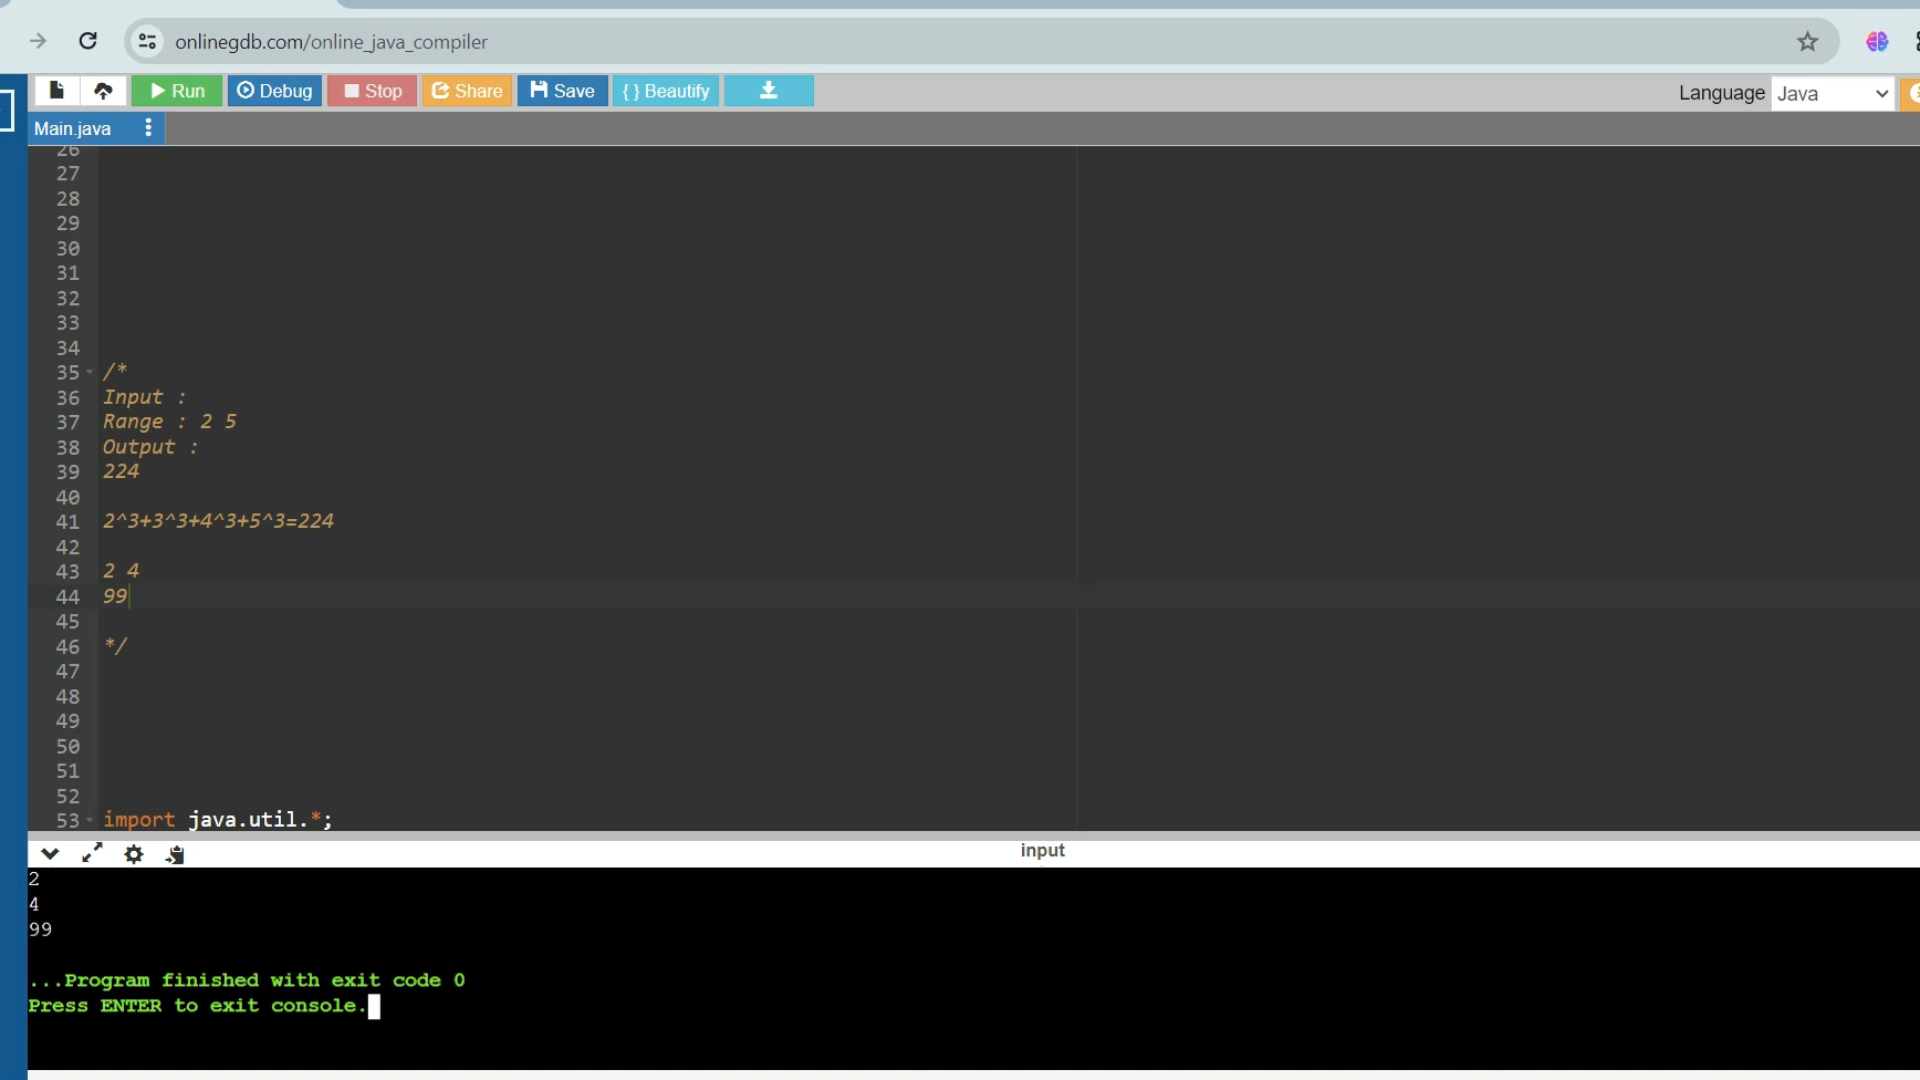 onlinegdb.com/online_java_compiler
Run Debug Stop Share Save {} Beautify Language Java
Main.java
26
27
28
29
30
31
32
33
34
35 /*
36 Input :
37 Range : 2 5
38 Output :
39 224
40
41 2^3+3^3+4^3+5^3=224
42
43 2 4
44 99
45
46 */
47
48
49
50
51
52
53 import java.util.*;
input
2
4
99
...Program finished with exit code 0
Press ENTER to exit console.